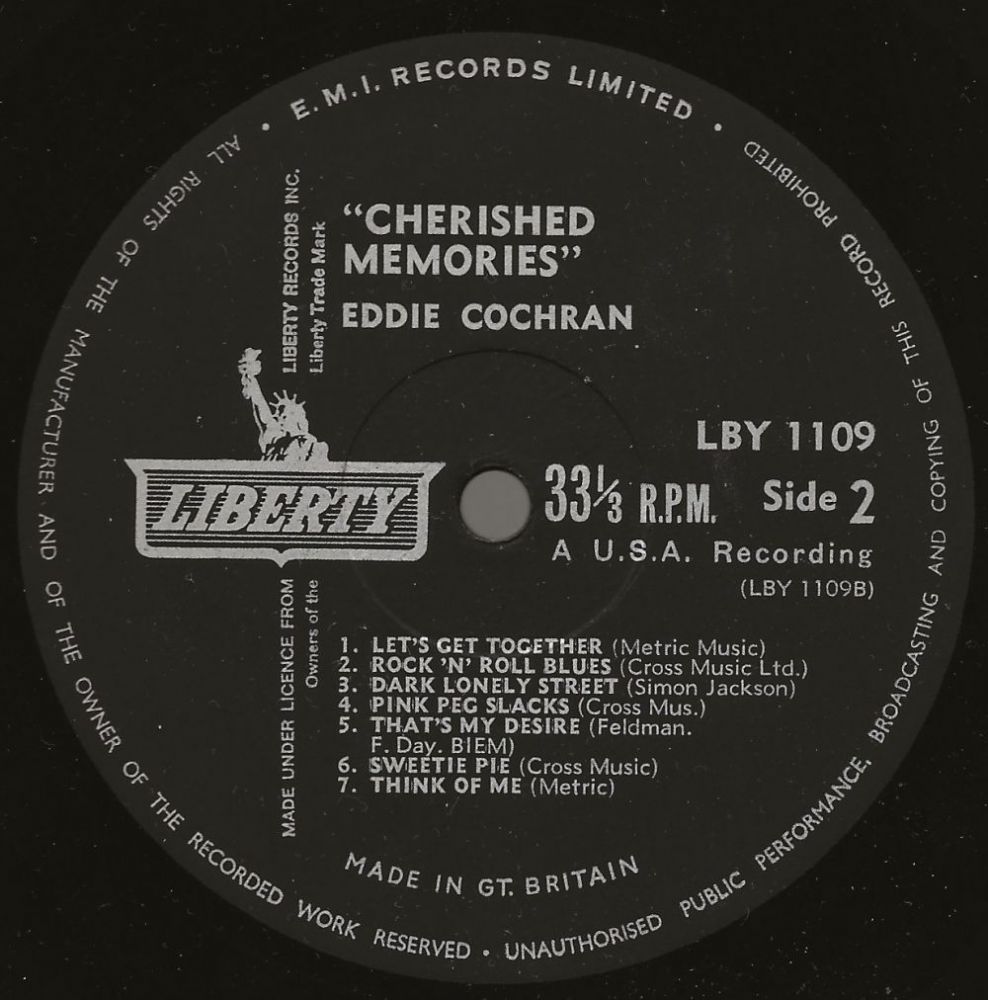 E.M.I. RECORDS LIMITED •
UNAUTHORISED PUBLIC PERFORMANCE, BROADCASTING AND COPYING OF THIS RECORD PROHIBITED
ALL RIGHTS OF THE MANUFACTURER AND OF THE OWNER OF THE RECORDED WORK RESERVED •
LIBERTY RECORDS INC.
Liberty Trade Mark
“CHERISHED
MEMORIES”
EDDIE COCHRAN
LIBERTY
LBY 1109
33⅓ R.P.M. Side 2
A U.S.A. Recording
(LBY 1109B)
MADE UNDER LICENCE FROM
Owners of the
1. LET'S GET TOGETHER (Metric Music)
2. ROCK 'N' ROLL BLUES (Cross Music Ltd.)
3. DARK LONELY STREET (Simon Jackson)
4. PINK PEG SLACKS (Cross Mus.)
5. THAT'S MY DESIRE (Feldman.
F. Day. BIEM)
6. SWEETIE PIE (Cross Music)
7. THINK OF ME (Metric)
MADE IN GT. BRITAIN